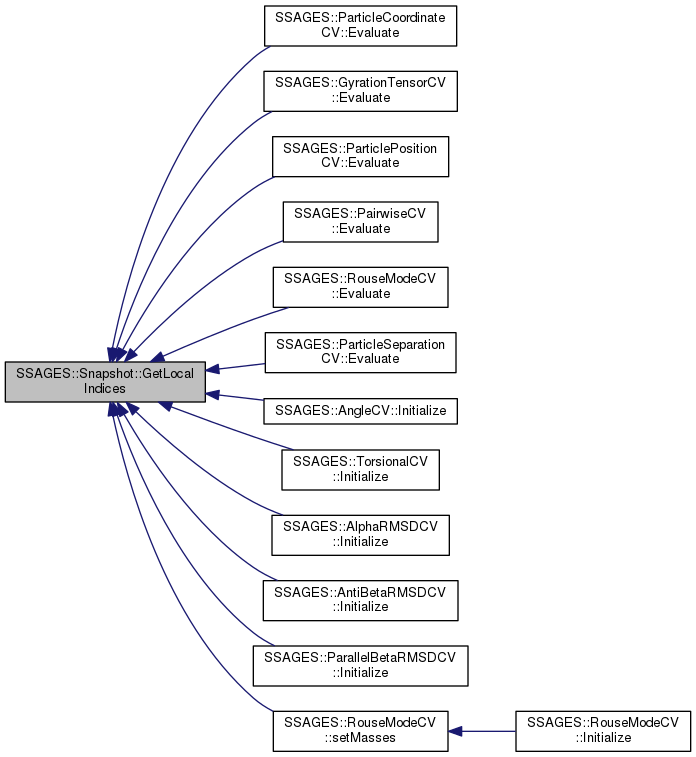 SSAGES::ParticleCoordinate
CV::Evaluate
SSAGES::GyrationTensorCV
::Evaluate
SSAGES::ParticlePosition
CV::Evaluate
SSAGES::PairwiseCV
::Evaluate
SSAGES::RouseModeCV
::Evaluate
SSAGES::ParticleSeparation
CV::Evaluate
SSAGES::Snapshot::GetLocal
Indices
SSAGES::AngleCV::Initialize
SSAGES::TorsionalCV
::Initialize
SSAGES::AlphaRMSDCV
::Initialize
SSAGES::AntiBetaRMSDCV
::Initialize
SSAGES::ParallelBetaRMSDCV
::Initialize
SSAGES::RouseModeCV
::setMasses
SSAGES::RouseModeCV
::Initialize